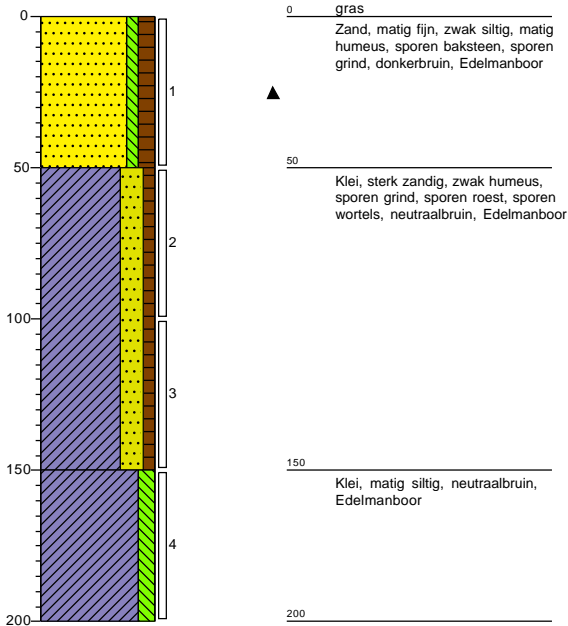 0
50
100
150
200
1
2
3
4
0
gras
Zand, matig fijn, zwak siltig, matig
humeus, sporen baksteen, sporen
grind, donkerbruin, Edelmanboor
50
Klei, sterk zandig, zwak humeus,
sporen grind, sporen roest, sporen
wortels, neutraalbruin, Edelmanboor
150
Klei, matig siltig, neutraalbruin,
Edelmanboor
200